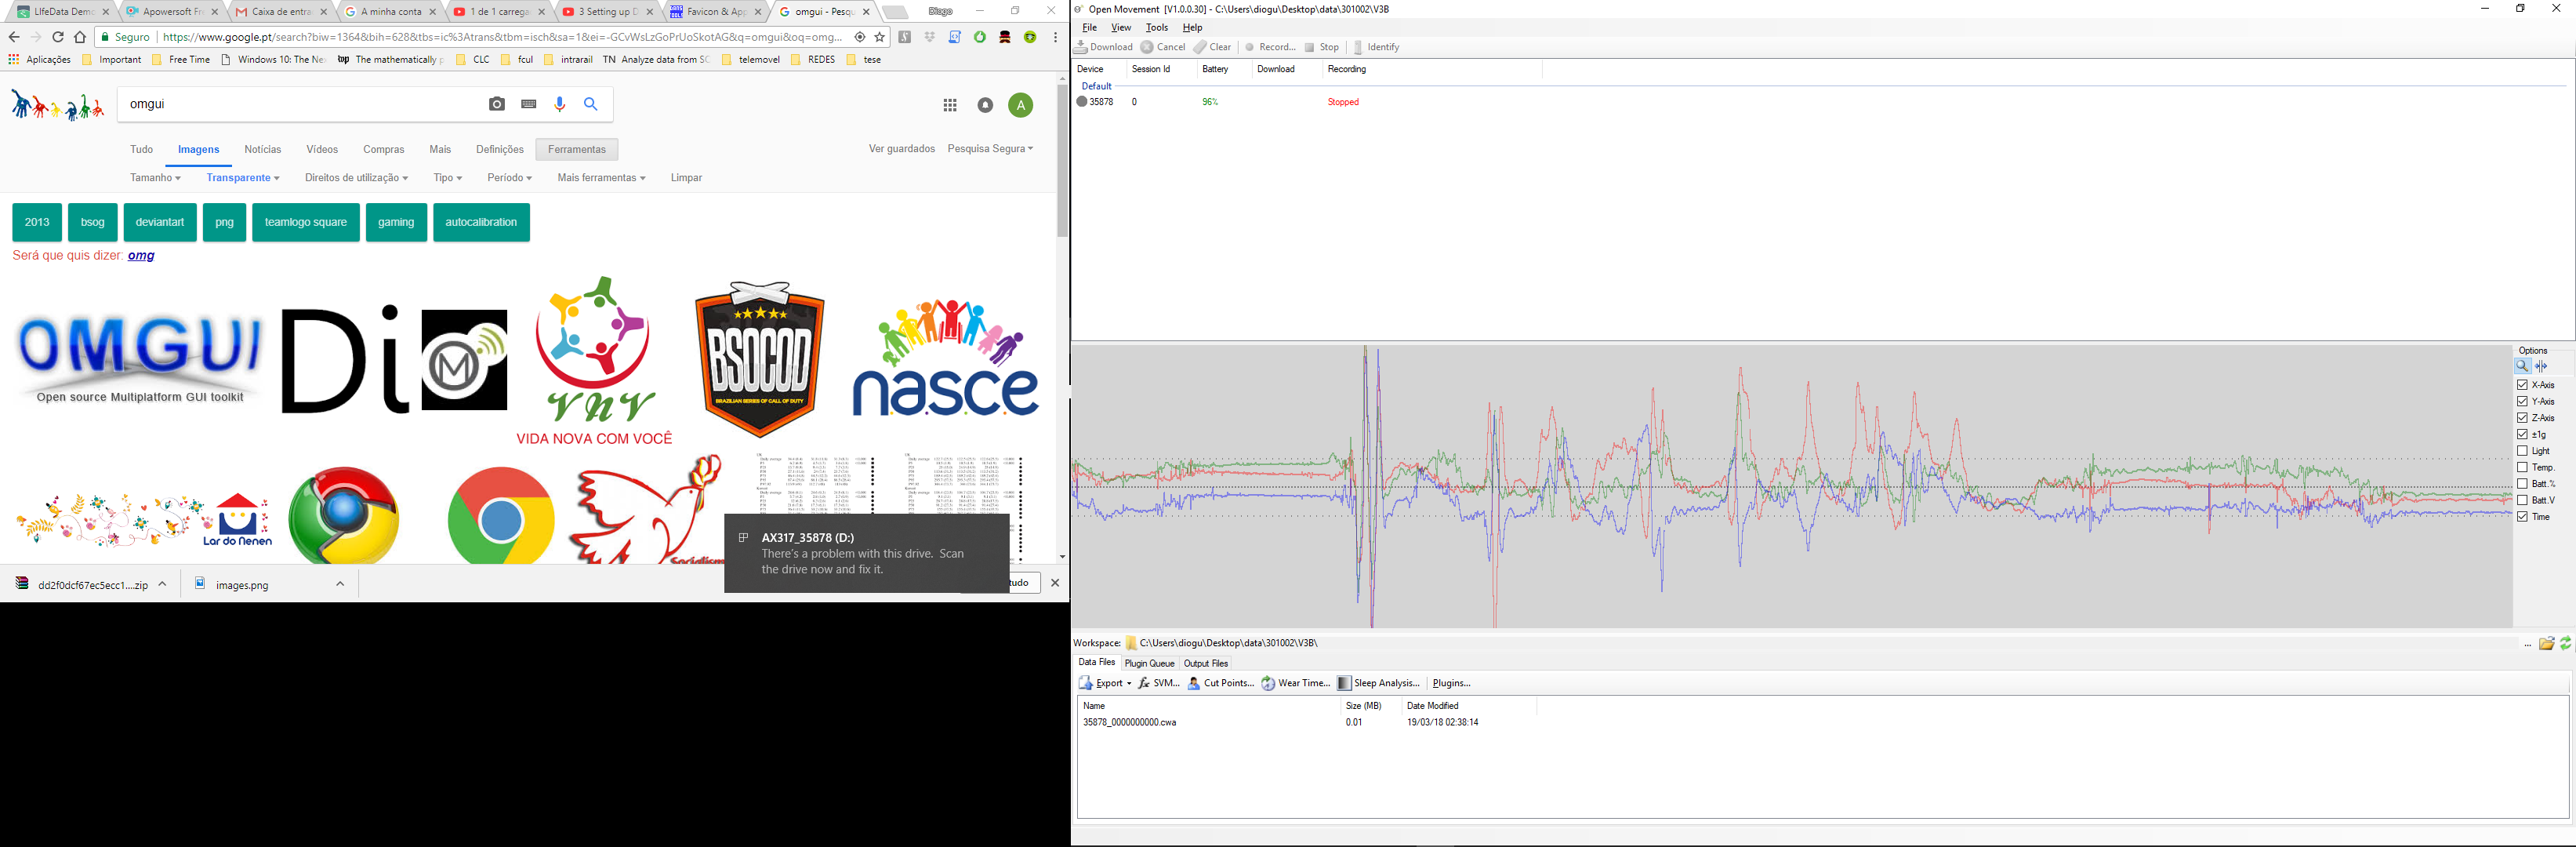 LifeData Demo
Apowersoft Fre
Caixa de entra
A minha conta
1 de 1 carrega
3 Setting up D
Favicon & App
omgui - Pesqu
Diogo
Seguro
https://www.google.pt/search?biw=1364&bih=628&tbs=ic%3Atrans&tbm=isch&sa=1&ei=-GCvWsLzGoPrUoSkotAG&q=omgui&oq=omg...
Aplicações
Important
Free Time
Windows 10: The Ne
The mathematically p
CLC
fcul
intrarail
TN Analyze data from SC
telemovel
REDES
tese
omgui
A
Tudo
Imagens
Notícias
Vídeos
Compras
Mais
Definições
Ferramentas
Ver guardados
Pesquisa Segura
Tamanho
Transparente
Direitos de utilização
Tipo
Período
Mais ferramentas
Limpar
2013
bsog
deviantart
png
teamlogo square
gaming
autocalibration
Será que quis dizer: omg
OMGUI
Open source Multiplatform GUI toolkit
Di
M
VNV
VIDA NOVA COM VOCÊ
BSOCOD
BRAZILIAN SERIES OF CALL OF DUTY
n.a.s.c.e
Lar do Nenen
Socialism
AX317_35878 (D:)
There's a problem with this drive. Scan
the drive now and fix it.
tudo
dd2f0dcf67ec5ecc1....zip
images.png
Open Movement [V1.0.0.30] - C:\Users\diogu\Desktop\data\301002\V3B
File View Tools Help
Download Cancel Clear Record... Stop Identify
Device Session Id Battery Download Recording
Default
35878 0 96% Stopped
Options
X-Axis
Y-Axis
Z-Axis
±1g
Light
Temp.
Batt.%
Batt.V
Time
Workspace: C:\Users\diogu\Desktop\data\301002\V3B\
...
Data Files Plugin Queue Output Files
Export SVM... Cut Points... Wear Time... Sleep Analysis... Plugins...
Name Size (MB) Date Modified
35878_0000000000.cwa 0.01 19/03/18 02:38:14